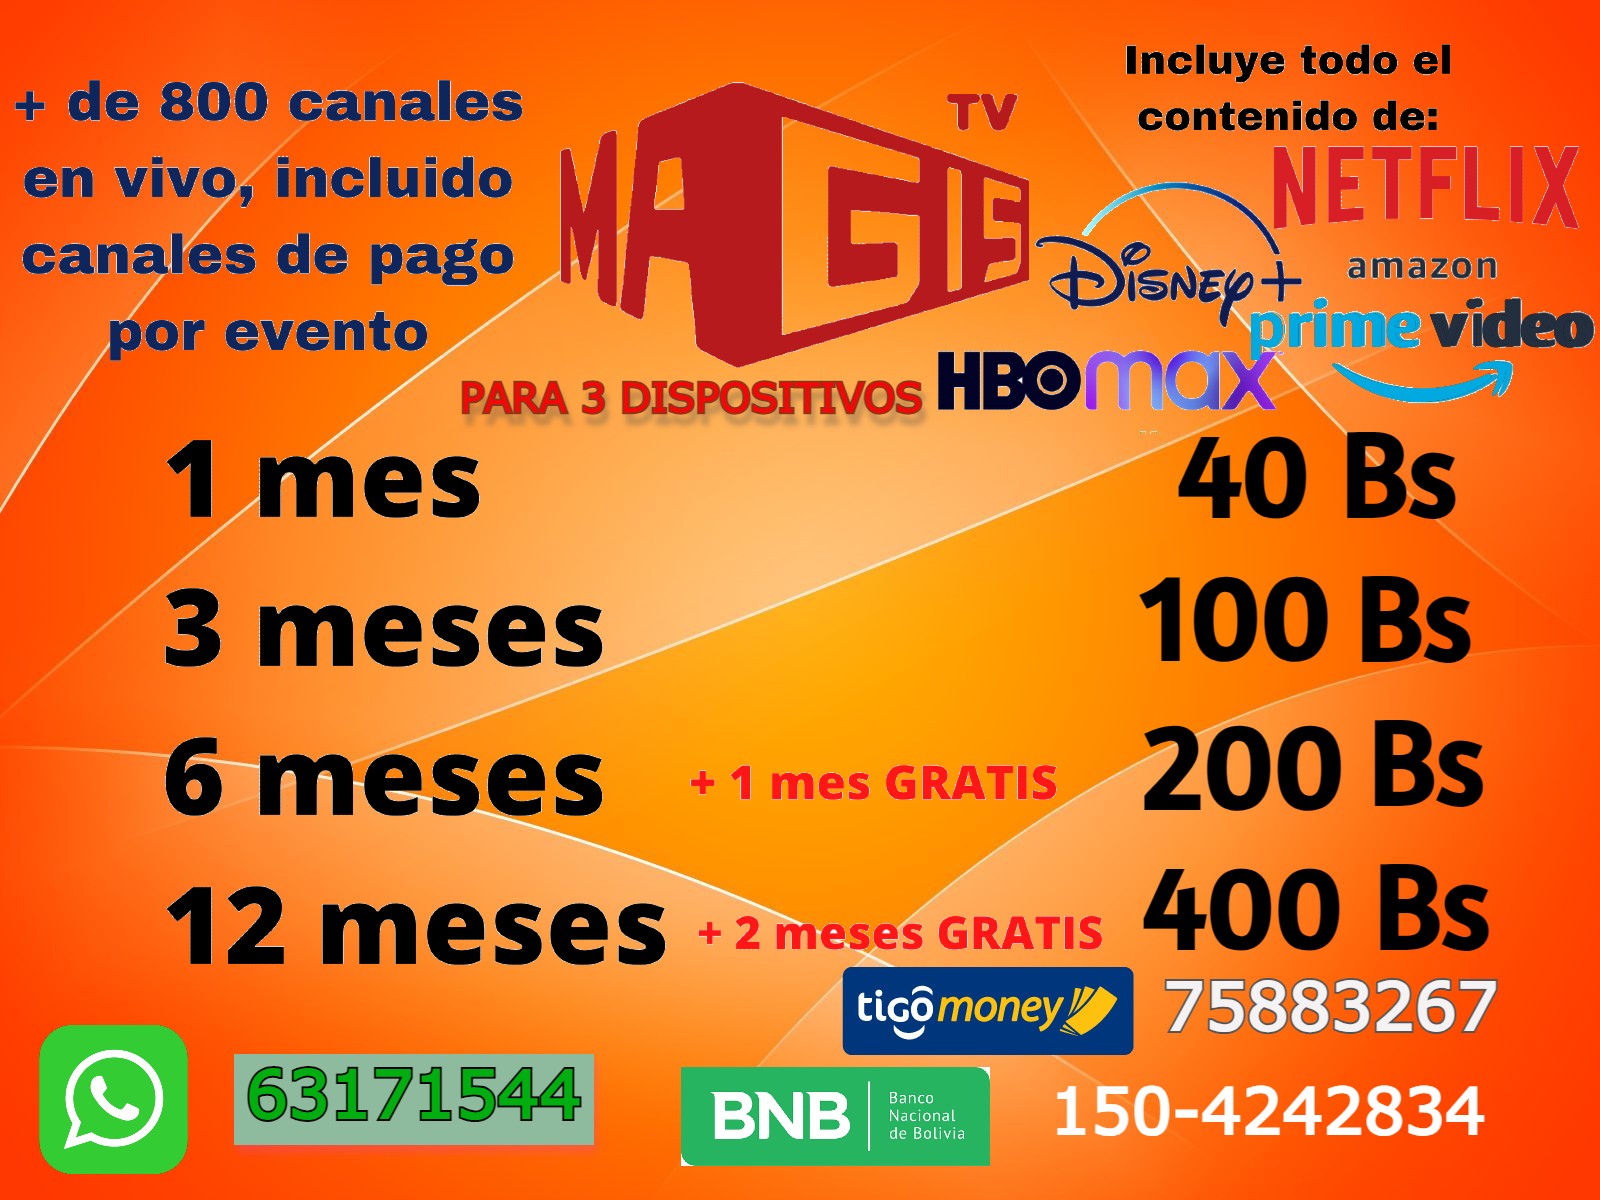 + de 800 canales
en vivo, incluido
canales de pago
por evento
MAGIS TV
PARA 3 DISPOSITIVOS
Incluye todo el
contenido de:
NETFLIX
Disney+
amazon
prime video
HBOmax
1 mes 40 Bs
3 meses 100 Bs
6 meses + 1 mes GRATIS 200 Bs
12 meses + 2 meses GRATIS 400 Bs
tigo money 75883267
63171544
BNB
Banco
Nacional
de Bolivia
150-4242834